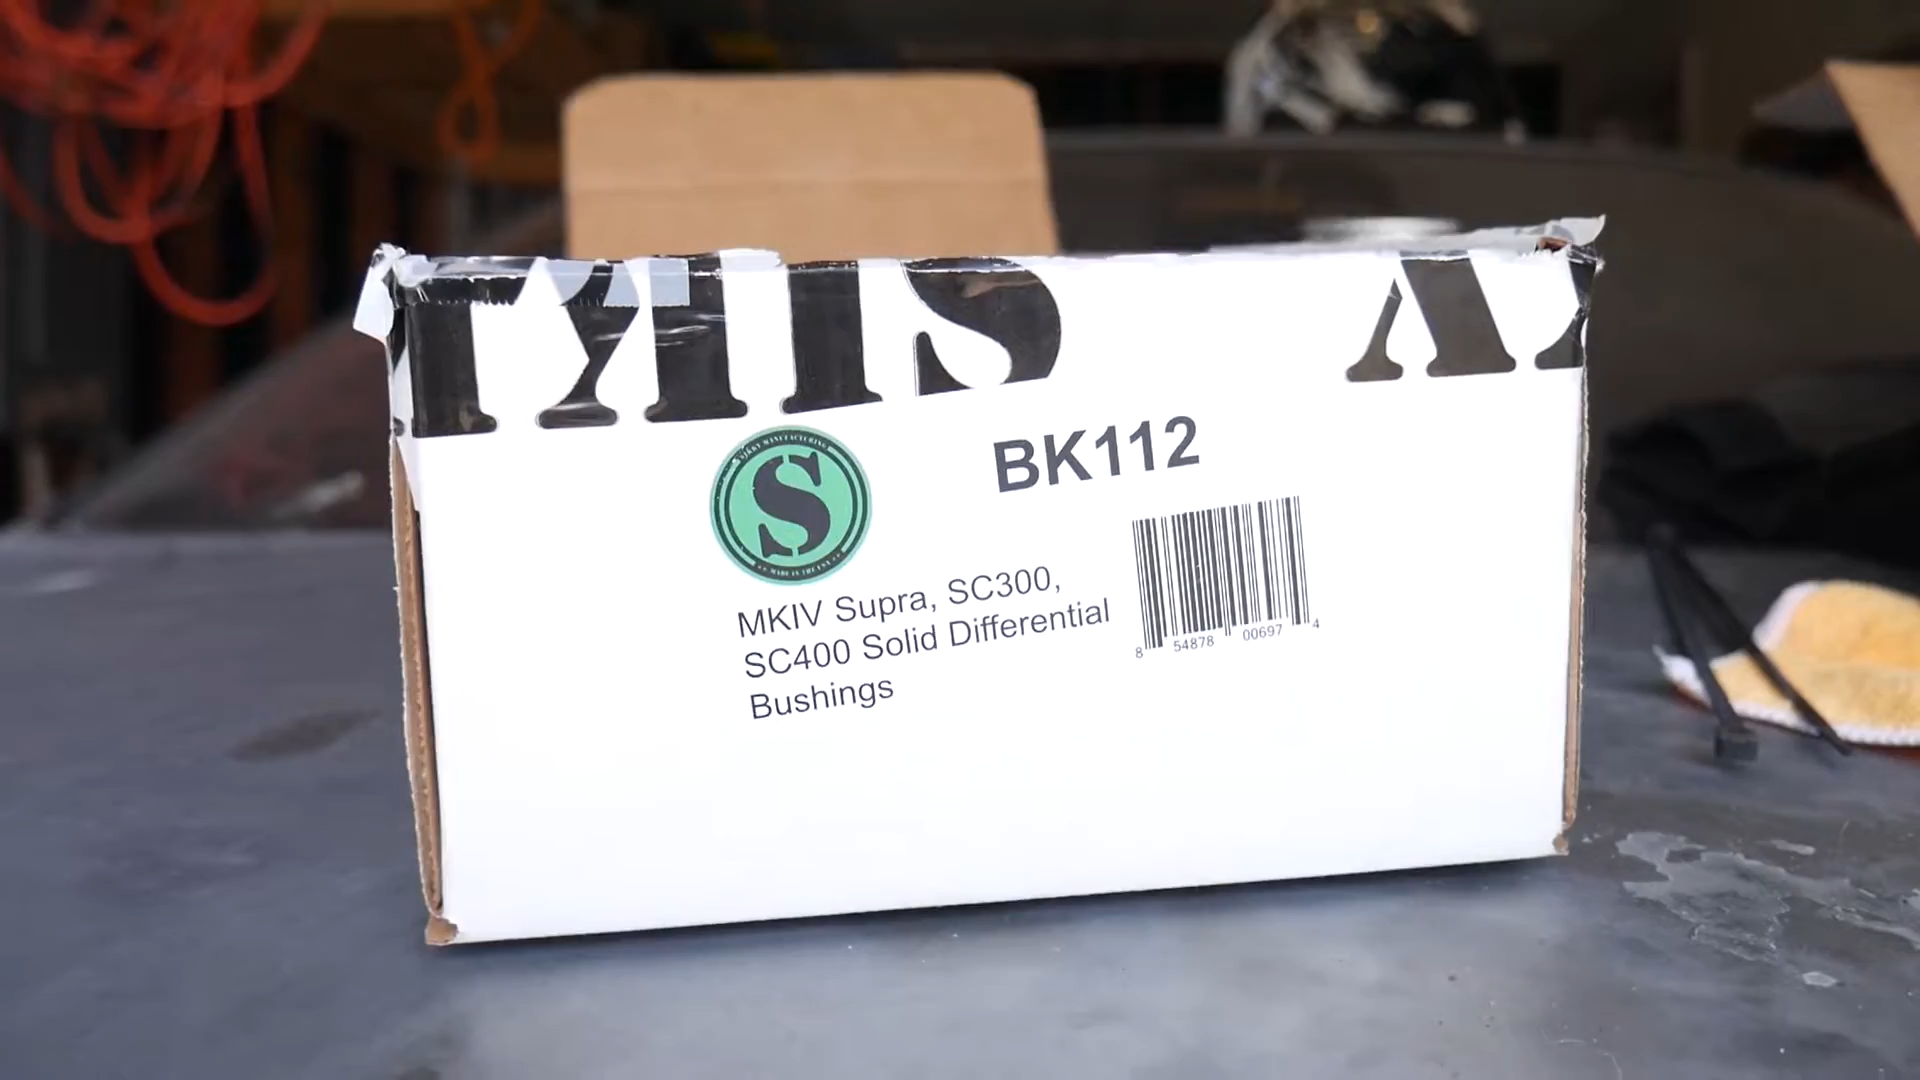 BK112
S
MKIV Supra, SC300,
SC400 Solid Differential
Bushings
8 54878 00697 4